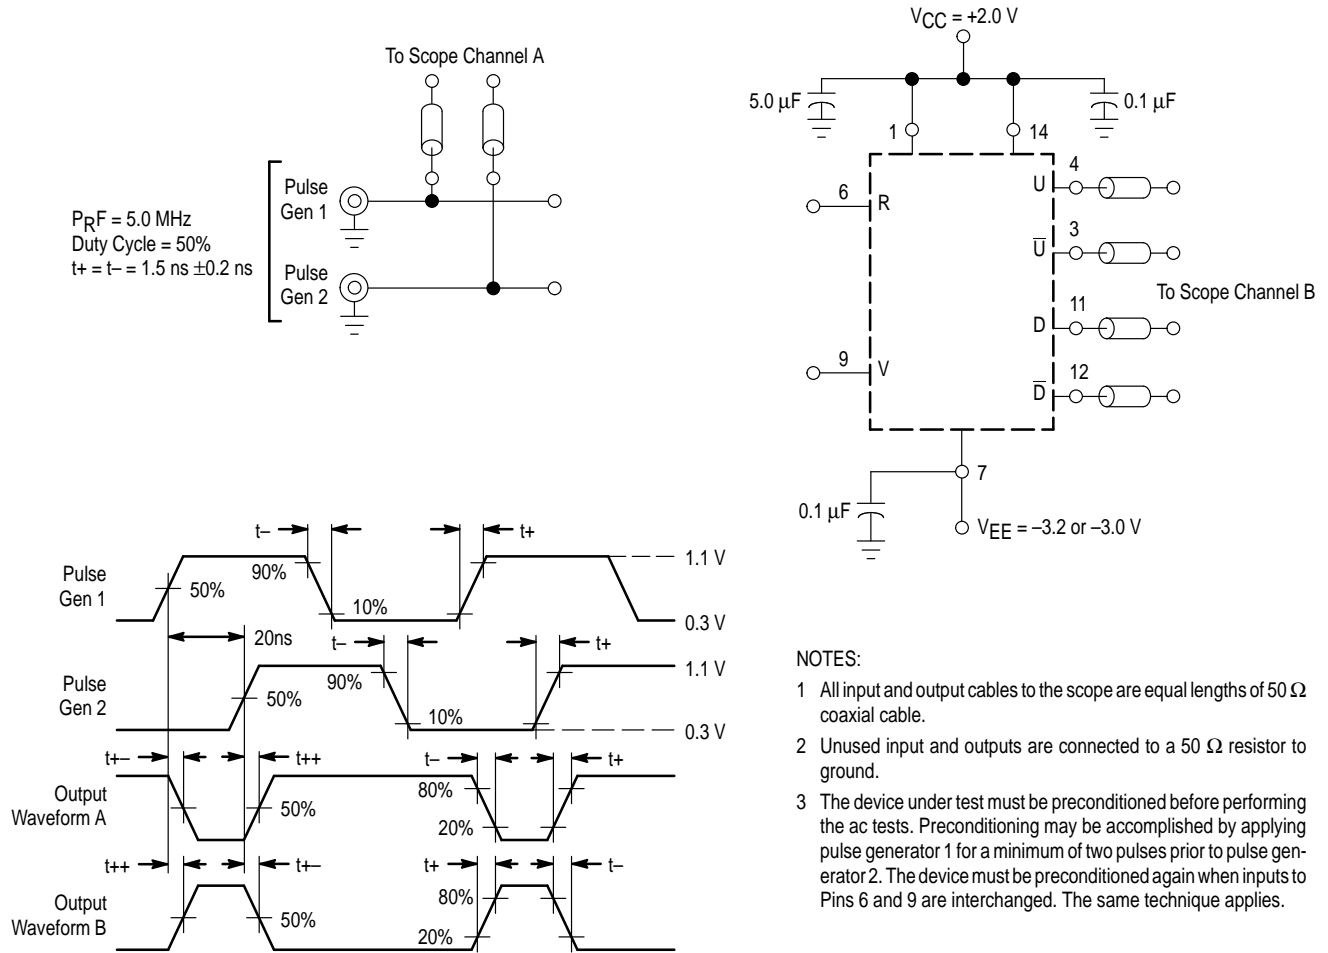 To Scope Channel A
PRF = 5.0 MHz
Duty Cycle = 50%
t+ = t– = 1.5 ns ±0.2 ns
Pulse
Gen 1
Pulse
Gen 2
VCC = +2.0 V
5.0 µF
0.1 µF
1
14
6
R
9
V
U
4
U̅
3
D
11
D̅
12
To Scope Channel B
7
0.1 µF
VEE = –3.2 or –3.0 V
Pulse
Gen 1
50%
90%
t–
10%
t+
1.1 V
0.3 V
20ns
Pulse
Gen 2
50%
90%
t–
10%
t+
1.1 V
0.3 V
Output
Waveform A
t+–
t++
50%
t–
t+
80%
20%
Output
Waveform B
t++
t+–
50%
t+
t–
80%
20%
NOTES:
1 All input and output cables to the scope are equal lengths of 50 Ω
coaxial cable.
2 Unused input and outputs are connected to a 50 Ω resistor to
ground.
3 The device under test must be preconditioned before performing
the ac tests. Preconditioning may be accomplished by applying
pulse generator 1 for a minimum of two pulses prior to pulse gen-
erator 2. The device must be preconditioned again when inputs to
Pins 6 and 9 are interchanged. The same technique applies.